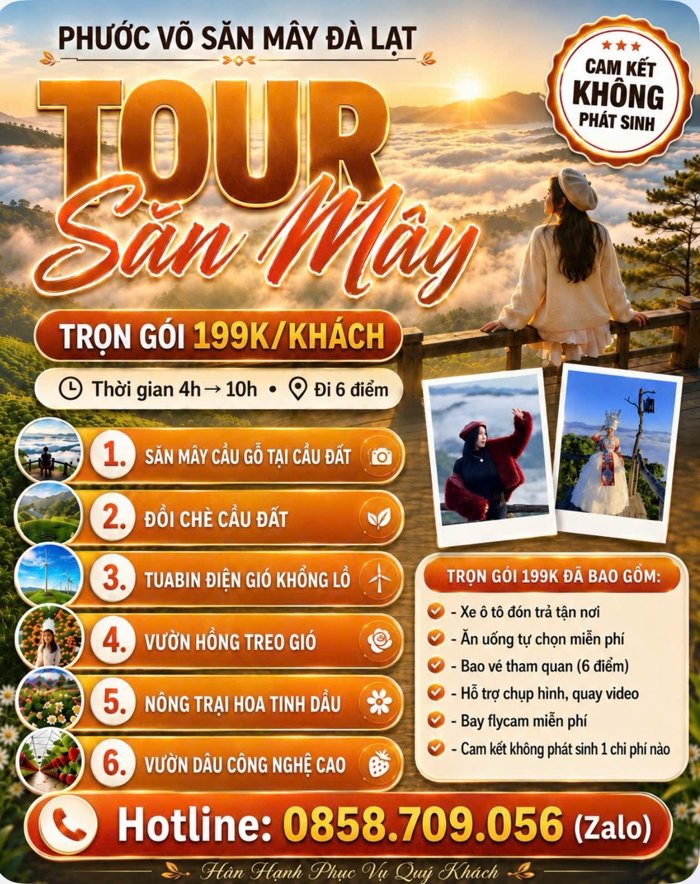 PHƯỚC VÕ SĂN MÂY ĐÀ LẠT
CAM KẾT
KHÔNG
PHÁT SINH
TOUR
Săn Mây
TRỌN GÓI 199K/KHÁCH
Thời gian 4h → 10h • Đi 6 điểm
1. SĂN MÂY CẦU GỖ TẠI CẦU ĐẤT
2. ĐỒI CHÈ CẦU ĐẤT
3. TUABIN ĐIỆN GIÓ KHỔNG LỒ
4. VƯỜN HỒNG TREO GIÓ
5. NÔNG TRẠI HOA TINH DẦU
6. VƯỜN DÂU CÔNG NGHỆ CAO
TRỌN GÓI 199K ĐÃ BAO GỒM:
- Xe ô tô đón trả tận nơi
- Ăn uống tự chọn miễn phí
- Bao vé tham quan (6 điểm)
- Hỗ trợ chụp hình, quay video
- Bay flycam miễn phí
- Cam kết không phát sinh 1 chi phí nào
Hotline: 0858.709.056 (Zalo)
Hân Hạnh Phục Vụ Quý Khách